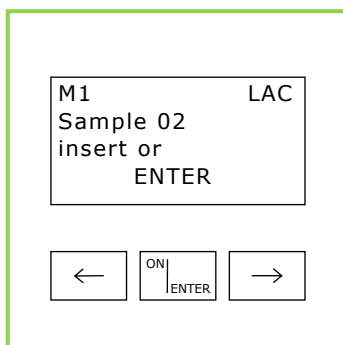 M1 LAC
Sample 02
insert or
ENTER
← ON ENTER →